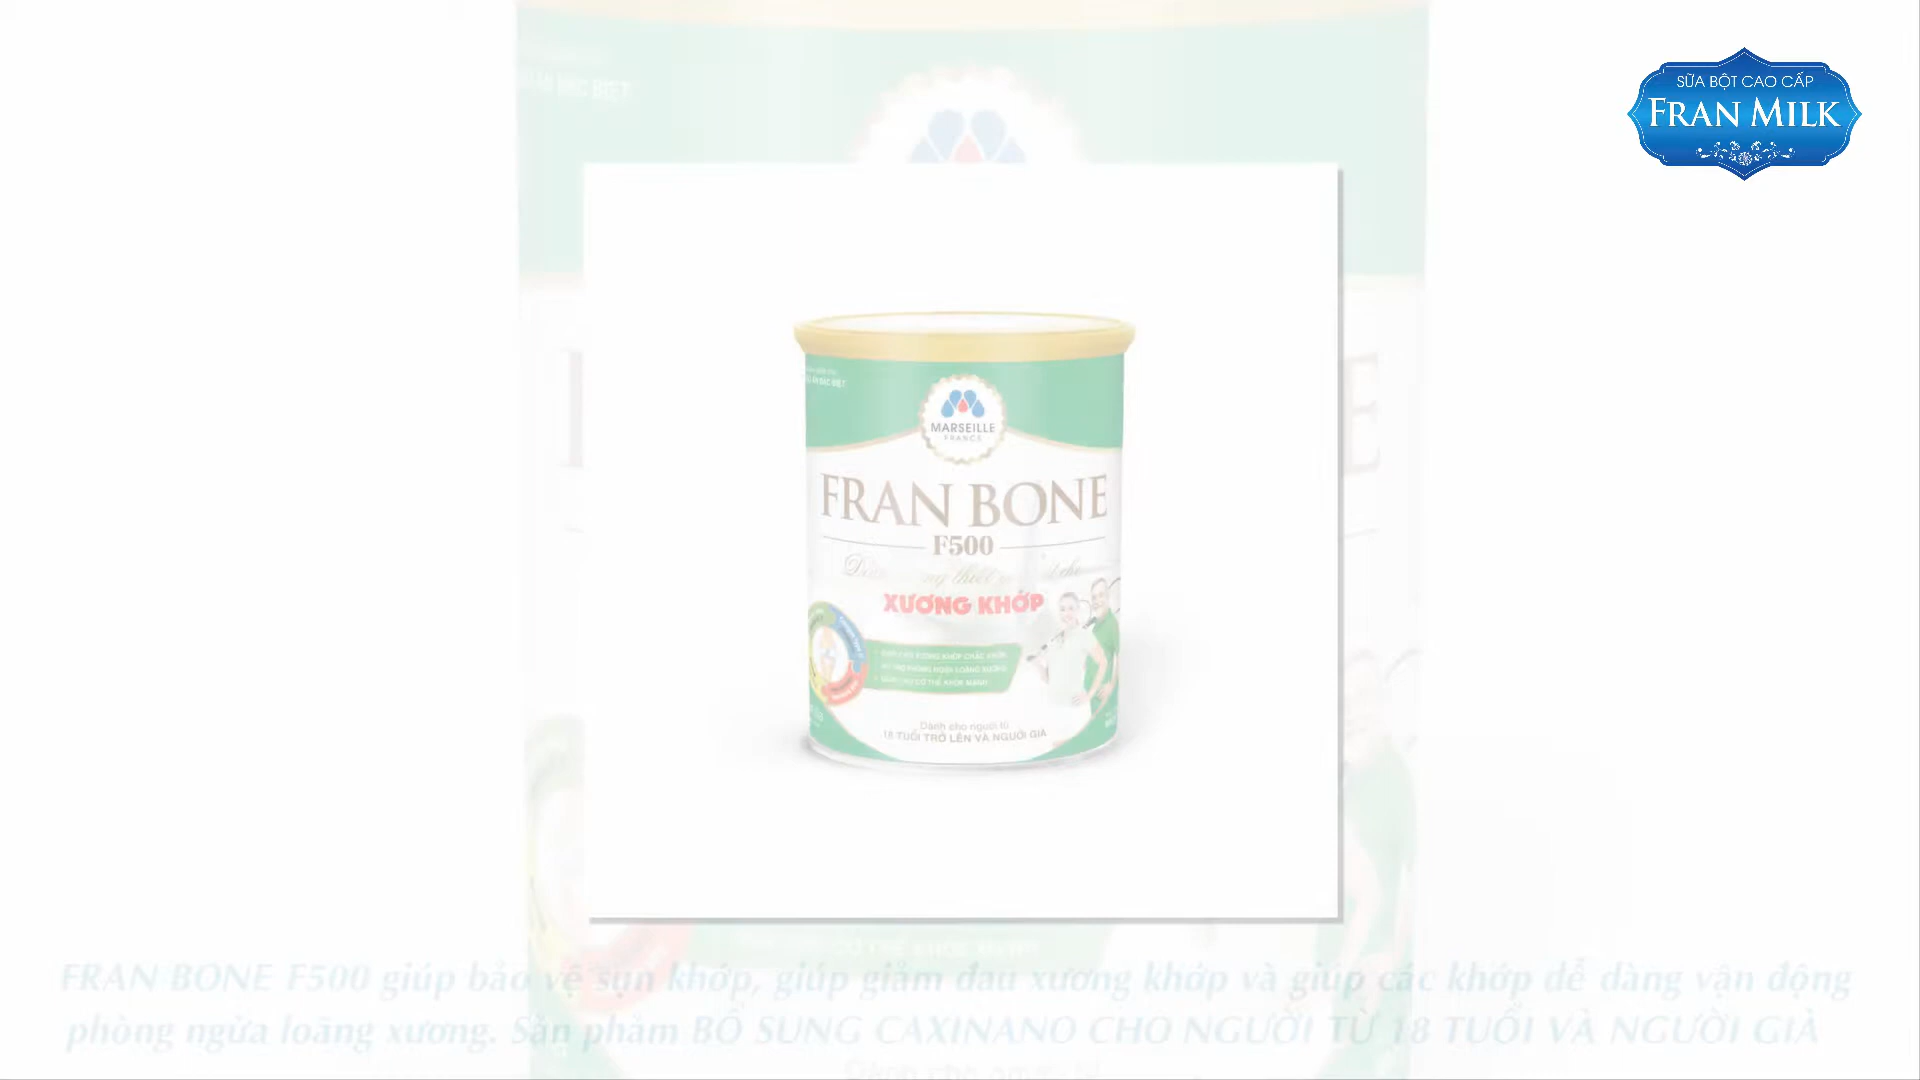 SỮA BỘT CAO CẤP
FRAN MILK
MARSEILLE
FRANCE
FRAN BONE
F500
XƯƠNG KHỚP
Dành cho người từ
18 TUỔI TRỞ LÊN VÀ NGƯỜI GIÀ
FRAN BONE F500 giúp bảo vệ sụn khớp, giúp giảm đau xương khớp và giúp các khớp dễ dàng vận động
phòng ngừa loãng xương. Sản phẩm BỔ SUNG CAXINANO CHO NGƯỜI TỪ 18 TUỔI VÀ NGƯỜI GIÀ